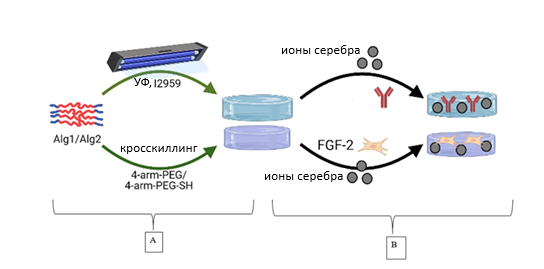 ионы серебра
УФ, I2959
Alg1/Alg2
кросскиллинг
FGF-2
4-arm-PEG/
4-arm-PEG-SH
ионы серебра
A
B